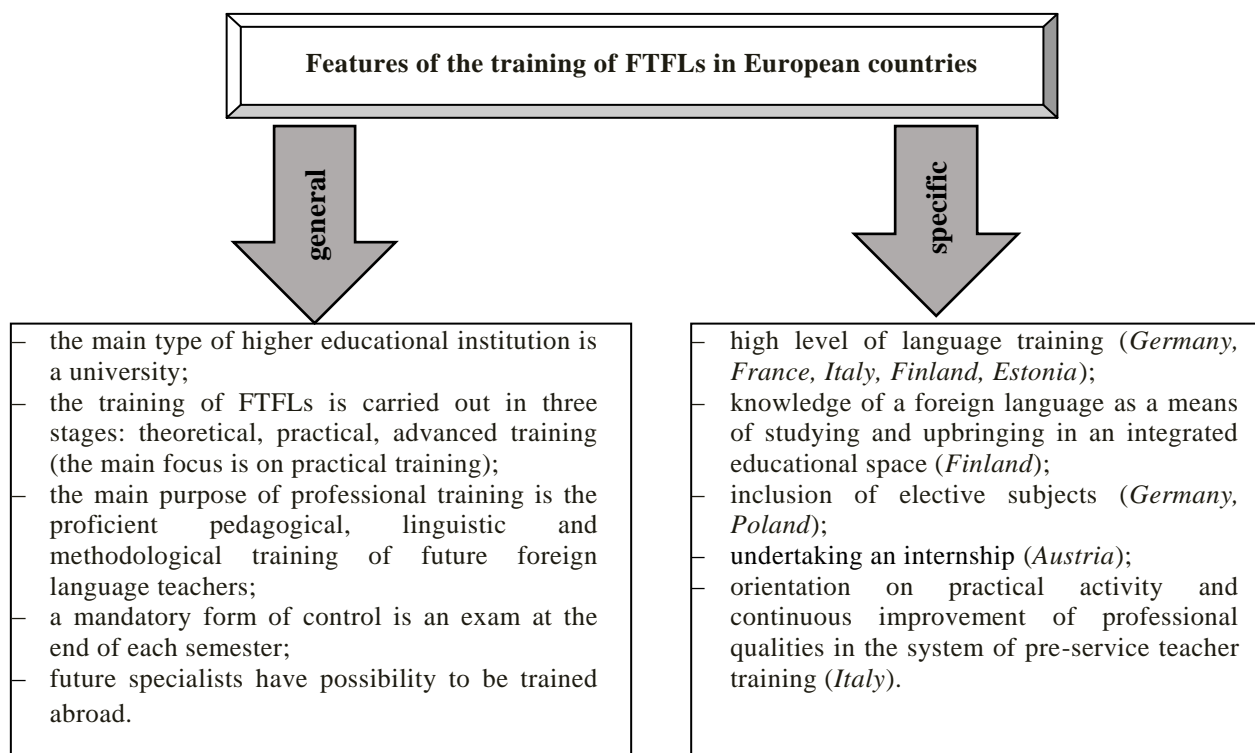 Features of the training of FTFLs in European countries
general
specific
– the main type of higher educational institution is
a university;
– the training of FTFLs is carried out in three
stages: theoretical, practical, advanced training
(the main focus is on practical training);
– the main purpose of professional training is the
proficient pedagogical, linguistic and
methodological training of future foreign
language teachers;
– a mandatory form of control is an exam at the
end of each semester;
– future specialists have possibility to be trained
abroad.
– high level of language training (Germany,
France, Italy, Finland, Estonia);
– knowledge of a foreign language as a means
of studying and upbringing in an integrated
educational space (Finland);
– inclusion of elective subjects (Germany,
Poland);
– undertaking an internship (Austria);
– orientation on practical activity and
continuous improvement of professional
qualities in the system of pre-service teacher
training (Italy).